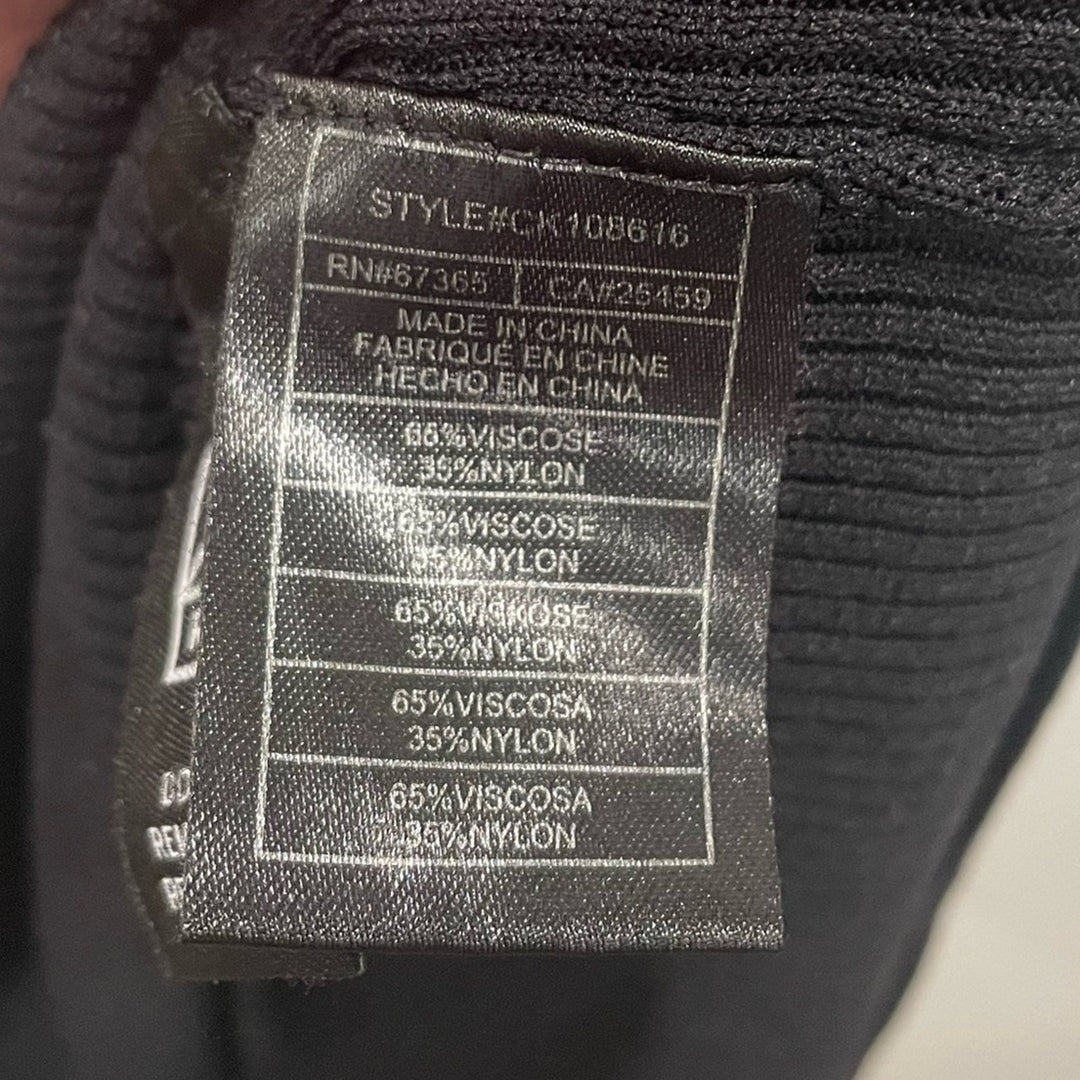 STYLE#CK108616
RN#67365 CA#25459
MADE IN CHINA
FABRIQUÉ EN CHINE
HECHO EN CHINA
65%VISCOSE
35%NYLON
65%VISCOSE
35%NYLON
65%VISKOSE
35%NYLON
65%VISCOSA
35%NYLON
65%VISCOSA
35%NYLON